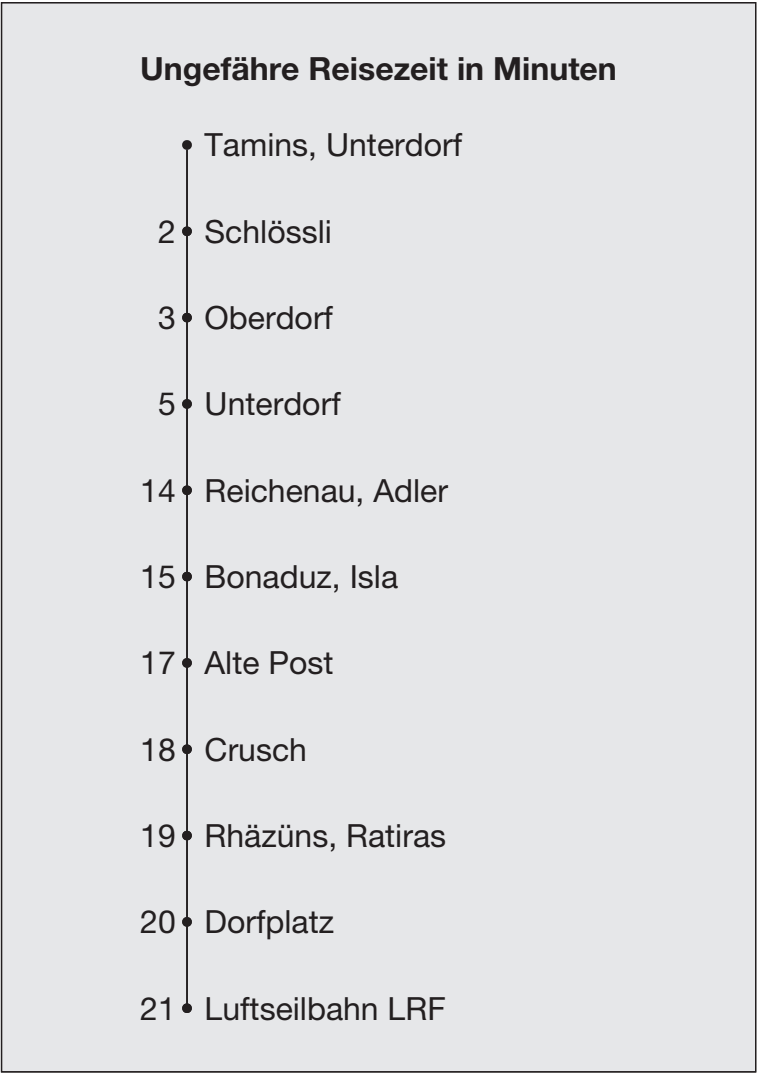 Ungefähre Reisezeit in Minuten
Tamins, Unterdorf
2 Schlössli
3 Oberdorf
5 Unterdorf
14 Reichenau, Adler
15 Bonaduz, Isla
17 Alte Post
18 Crusch
19 Rhäzüns, Ratiras
20 Dorfplatz
21 Luftseilbahn LRF